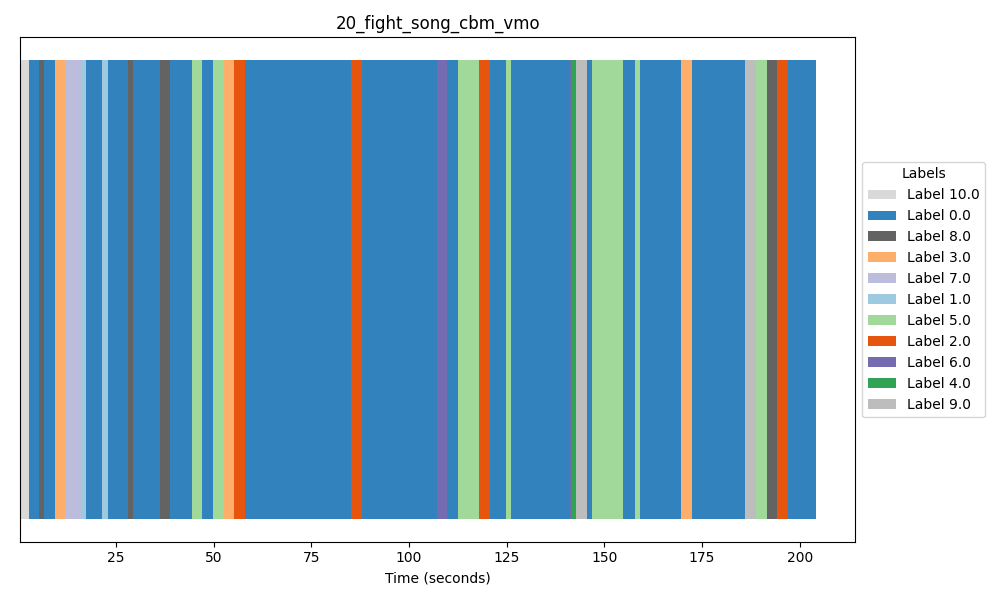 20_fight_song_cbm_vmo
Labels
Label 10.0
Label 0.0
Label 8.0
Label 3.0
Label 7.0
Label 1.0
Label 5.0
Label 2.0
Label 6.0
Label 4.0
Label 9.0
25 50 75 100 125 150 175 200
Time (seconds)